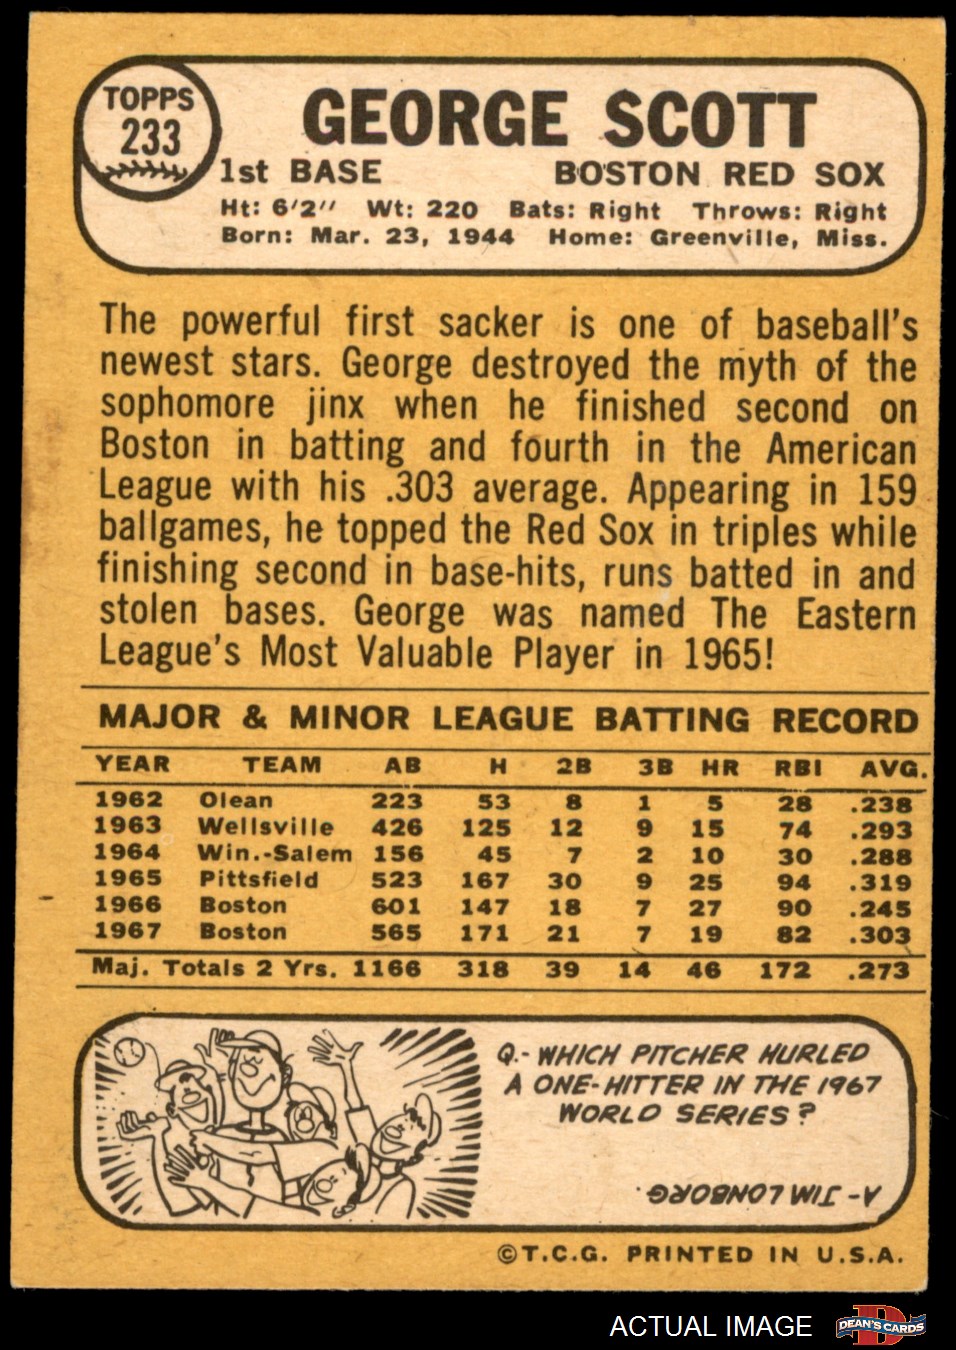 TOPPS
233
GEORGE SCOTT
1st BASE BOSTON RED SOX
Ht: 6'2" Wt: 220 Bats: Right Throws: Right
Born: Mar. 23, 1944 Home: Greenville, Miss.
The powerful first sacker is one of baseball's
newest stars. George destroyed the myth of the
sophomore jinx when he finished second on
Boston in batting and fourth in the American
League with his .303 average. Appearing in 159
ballgames, he topped the Red Sox in triples while
finishing second in base-hits, runs batted in and
stolen bases. George was named The Eastern
League's Most Valuable Player in 1965!
MAJOR & MINOR LEAGUE BATTING RECORD
YEAR TEAM AB H 2B 3B HR RBI AVG.
1962 Olean 223 53 8 1 5 28 .238
1963 Wellsville 426 125 12 9 15 74 .293
1964 Win.-Salem 156 45 7 2 10 30 .288
1965 Pittsfield 523 167 30 9 25 94 .319
1966 Boston 601 147 18 7 27 90 .245
1967 Boston 565 171 21 7 19 82 .303
Maj. Totals 2 Yrs. 1166 318 39 14 46 172 .273
Q.- WHICH PITCHER HURLED
A ONE-HITTER IN THE 1967
WORLD SERIES?
A- JIM LONBORG.
©T.C.G. PRINTED IN U.S.A.
ACTUAL IMAGE
DEAN'S CARDS